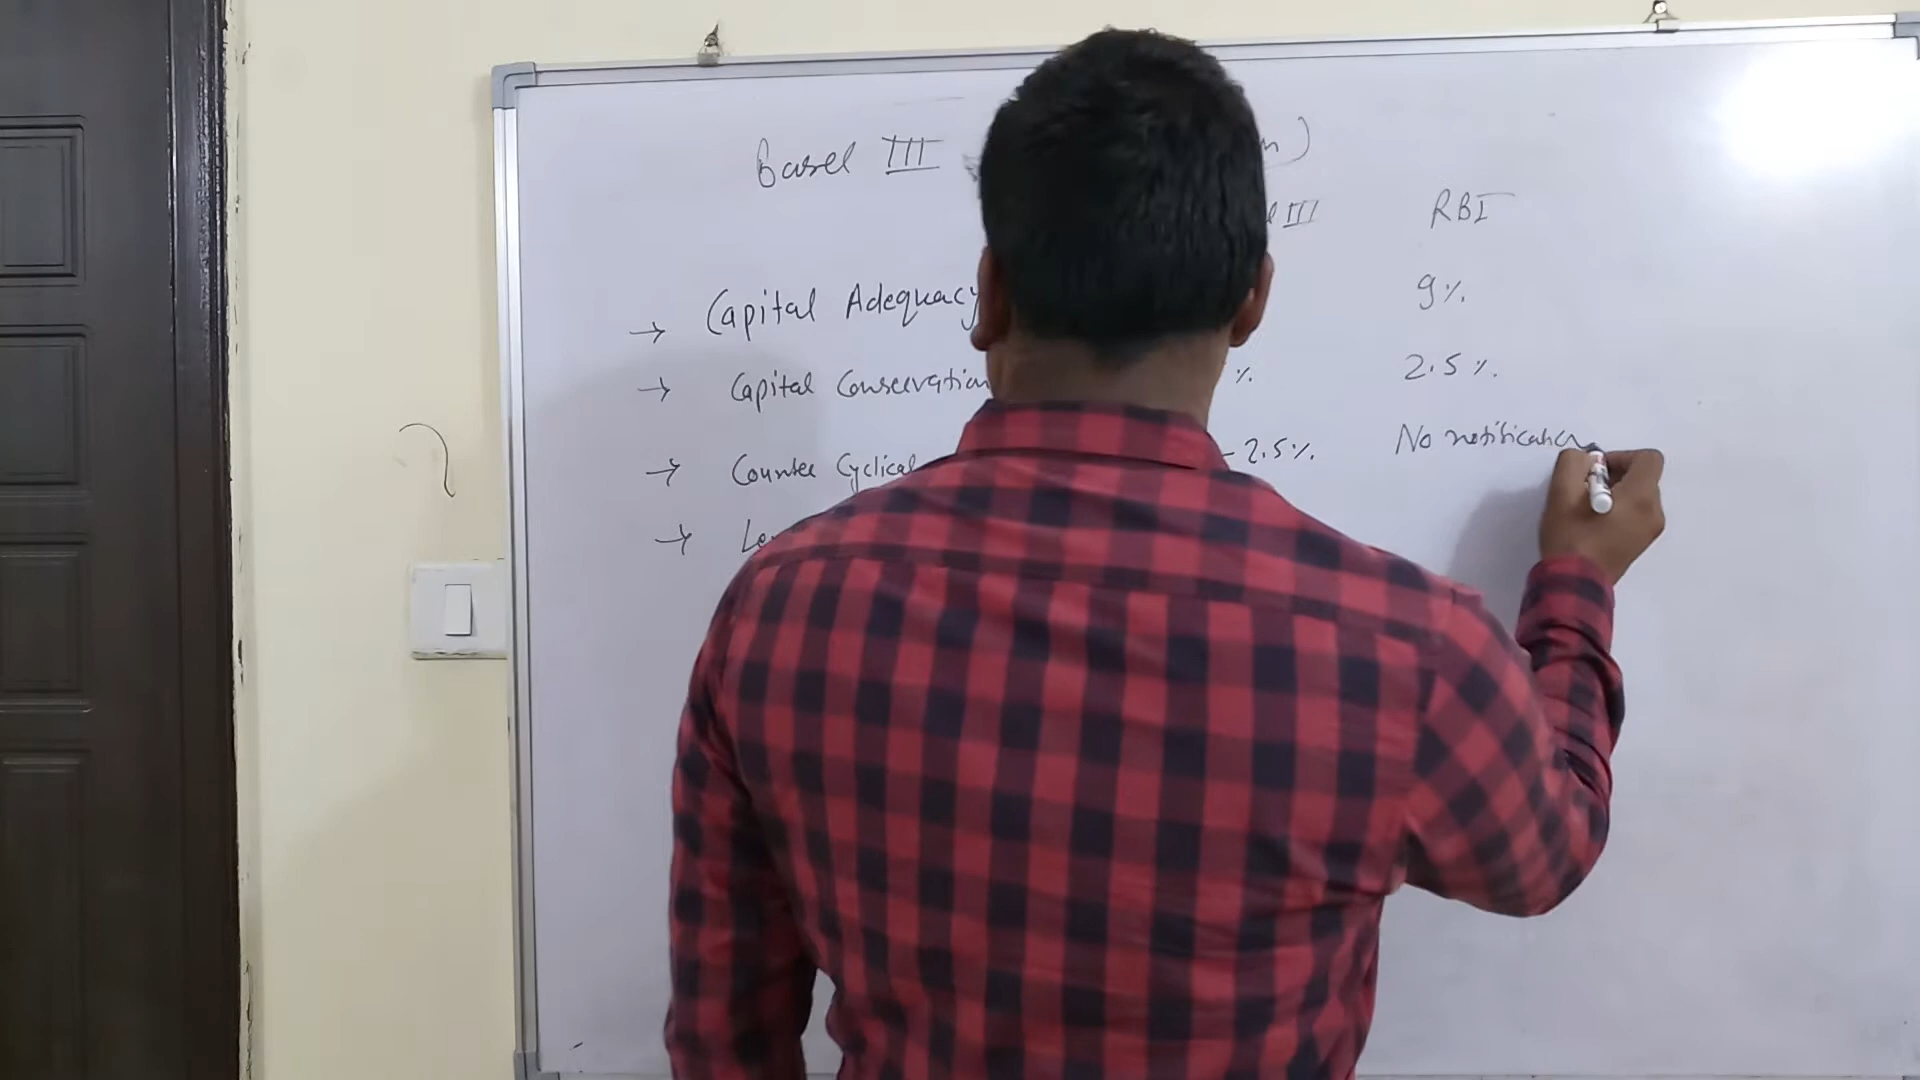 Basel III n)
III RBI
→ Capital Adequacy 9%.
→ Capital Conservation %. 2.5%.
→ Counter Cyclical - 2.5%. No notification
→ Le